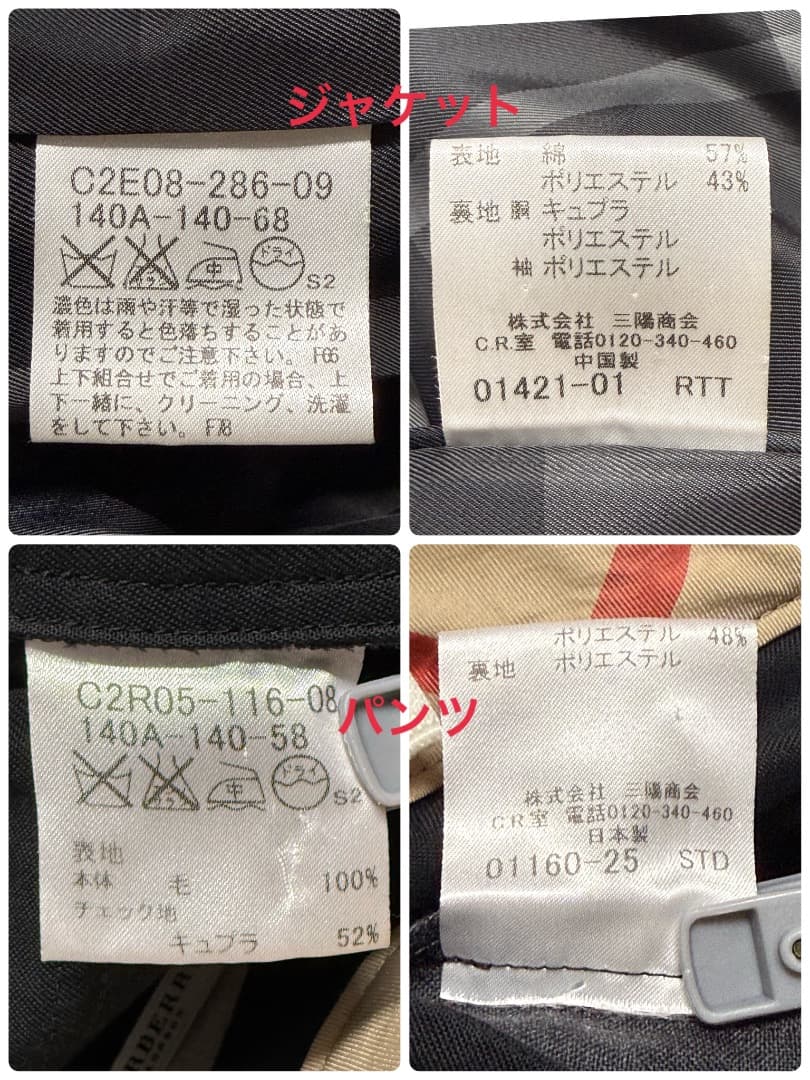 ジャケット
C2E08-286-09
140A-140-68
中 ドライ S2
濃色は雨や汗等で湿った状態で
着用すると色落ちすることがあ
りますのでご注意下さい。 F66
上下組合せでご着用の場合、上
下一緒に、クリーニング、洗濯
をして下さい。 F78
表地 綿 57%
ポリエステル 43%
裏地 胴 キュプラ
ポリエステル
袖 ポリエステル
株式会社 三陽商会
C.R.室 電話0120-340-460
中国製
01421-01 RTT
パンツ
C2R05-116-08
140A-140-58
中 ドライ S2
表地
本体 毛 100%
チェック地
キュプラ 52%
ポリエステル 48%
裏地 ポリエステル
株式会社 三陽商会
C.R.室 電話0120-340-460
日本製
01160-25 STD